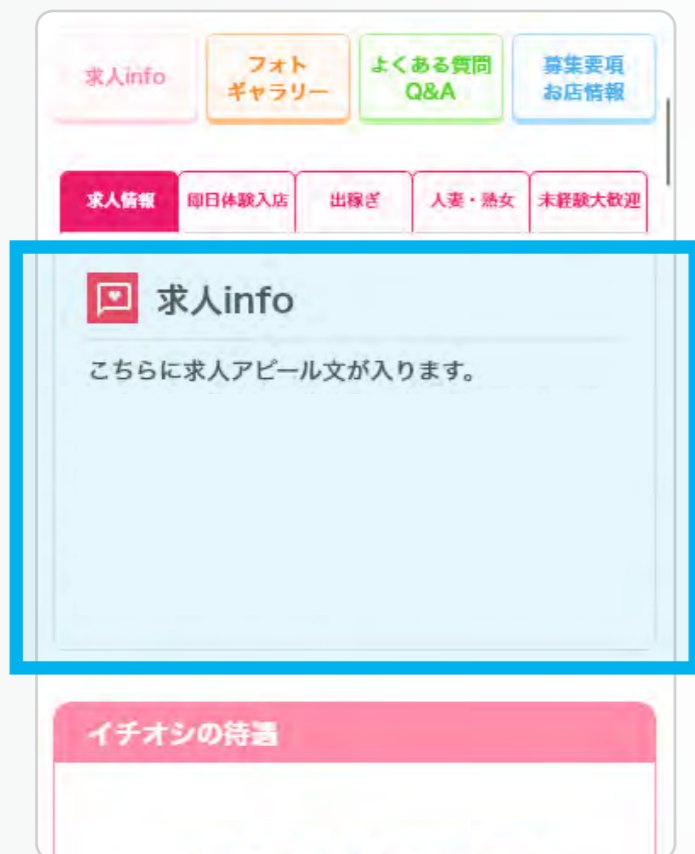 求人info
フォト
ギャラリー
よくある質問
Q&A
募集要項
お店情報
求人情報
即日体験入店
出稼ぎ
人妻・熟女
未経験大歓迎
求人info
こちらに求人アピール文が入ります。
イチオシの待遇